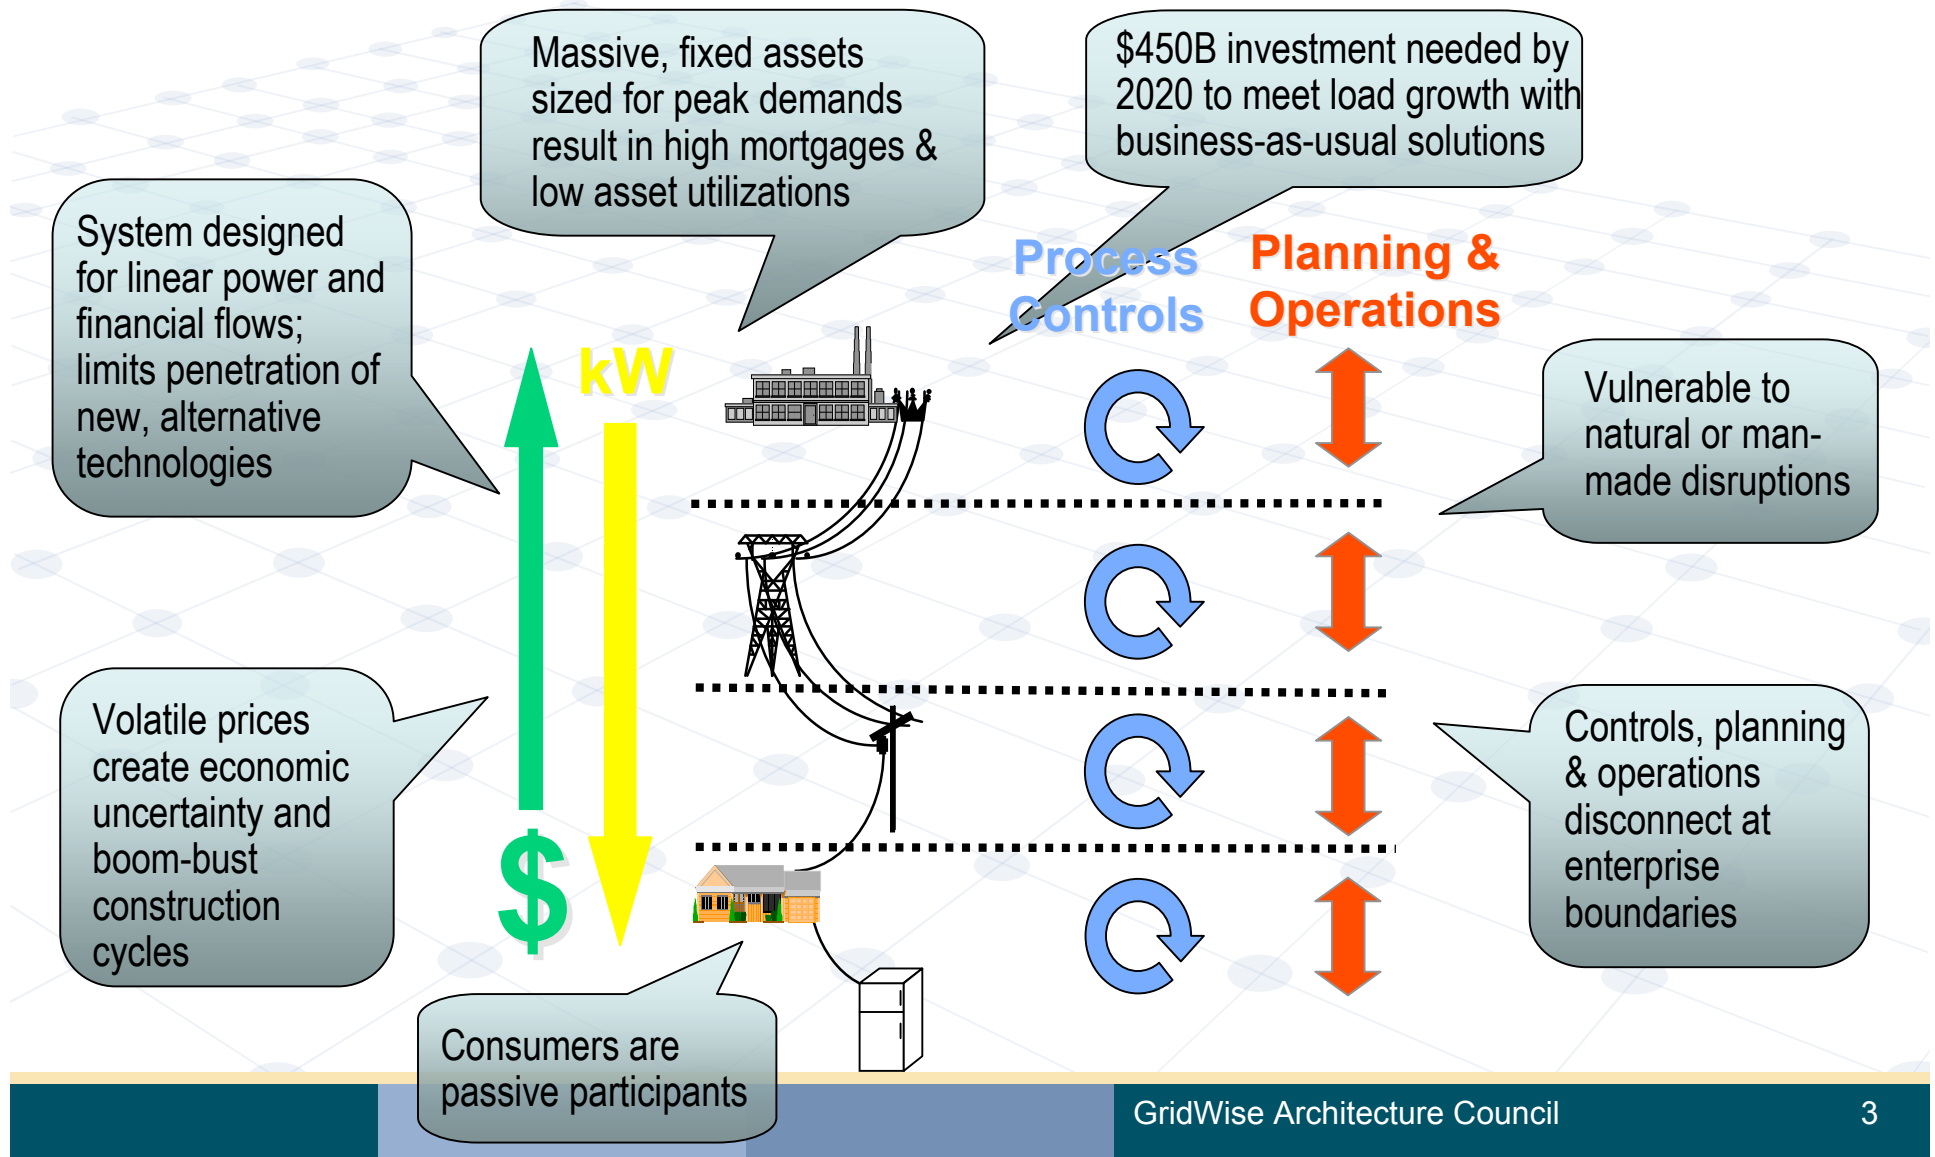 Massive, fixed assets
sized for peak demands
result in high mortgages &
low asset utilizations
$450B investment needed by
2020 to meet load growth with
business-as-usual solutions
System designed
for linear power and
financial flows;
limits penetration of
new, alternative
technologies
Process
Controls
Planning &
Operations
kW
Vulnerable to
natural or man-
made disruptions
Volatile prices
create economic
uncertainty and
boom-bust
construction
cycles
$
Controls, planning
& operations
disconnect at
enterprise
boundaries
Consumers are
passive participants
GridWise Architecture Council
3